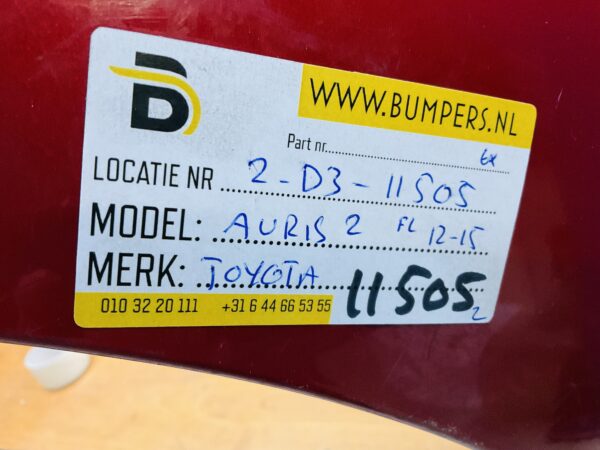 B
WWW.BUMPERS.NL
Part nr
LOCATIE NR 2-D3-11505
MODEL: AURIS 2 FL 12-15
MERK: TOYOTA
010 32 20 111 +31 6 44 66 53 55 11505 2